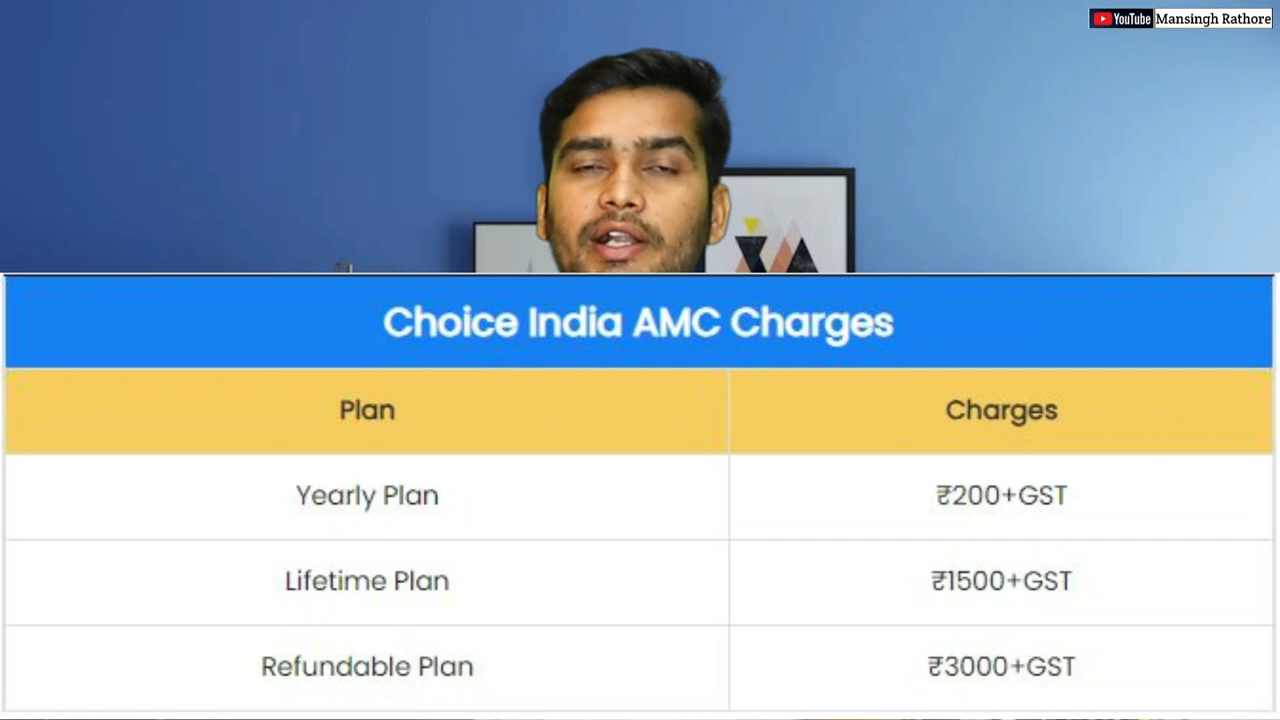 YouTube Mansingh Rathore
Choice India AMC Charges
Plan Charges
Yearly Plan ₹200+GST
Lifetime Plan ₹1500+GST
Refundable Plan ₹3000+GST